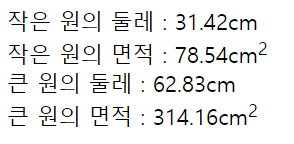 작은 원의 둘레 : 31.42cm
작은 원의 면적 : 78.54cm²
큰 원의 둘레 : 62.83cm
큰 원의 면적 : 314.16cm²